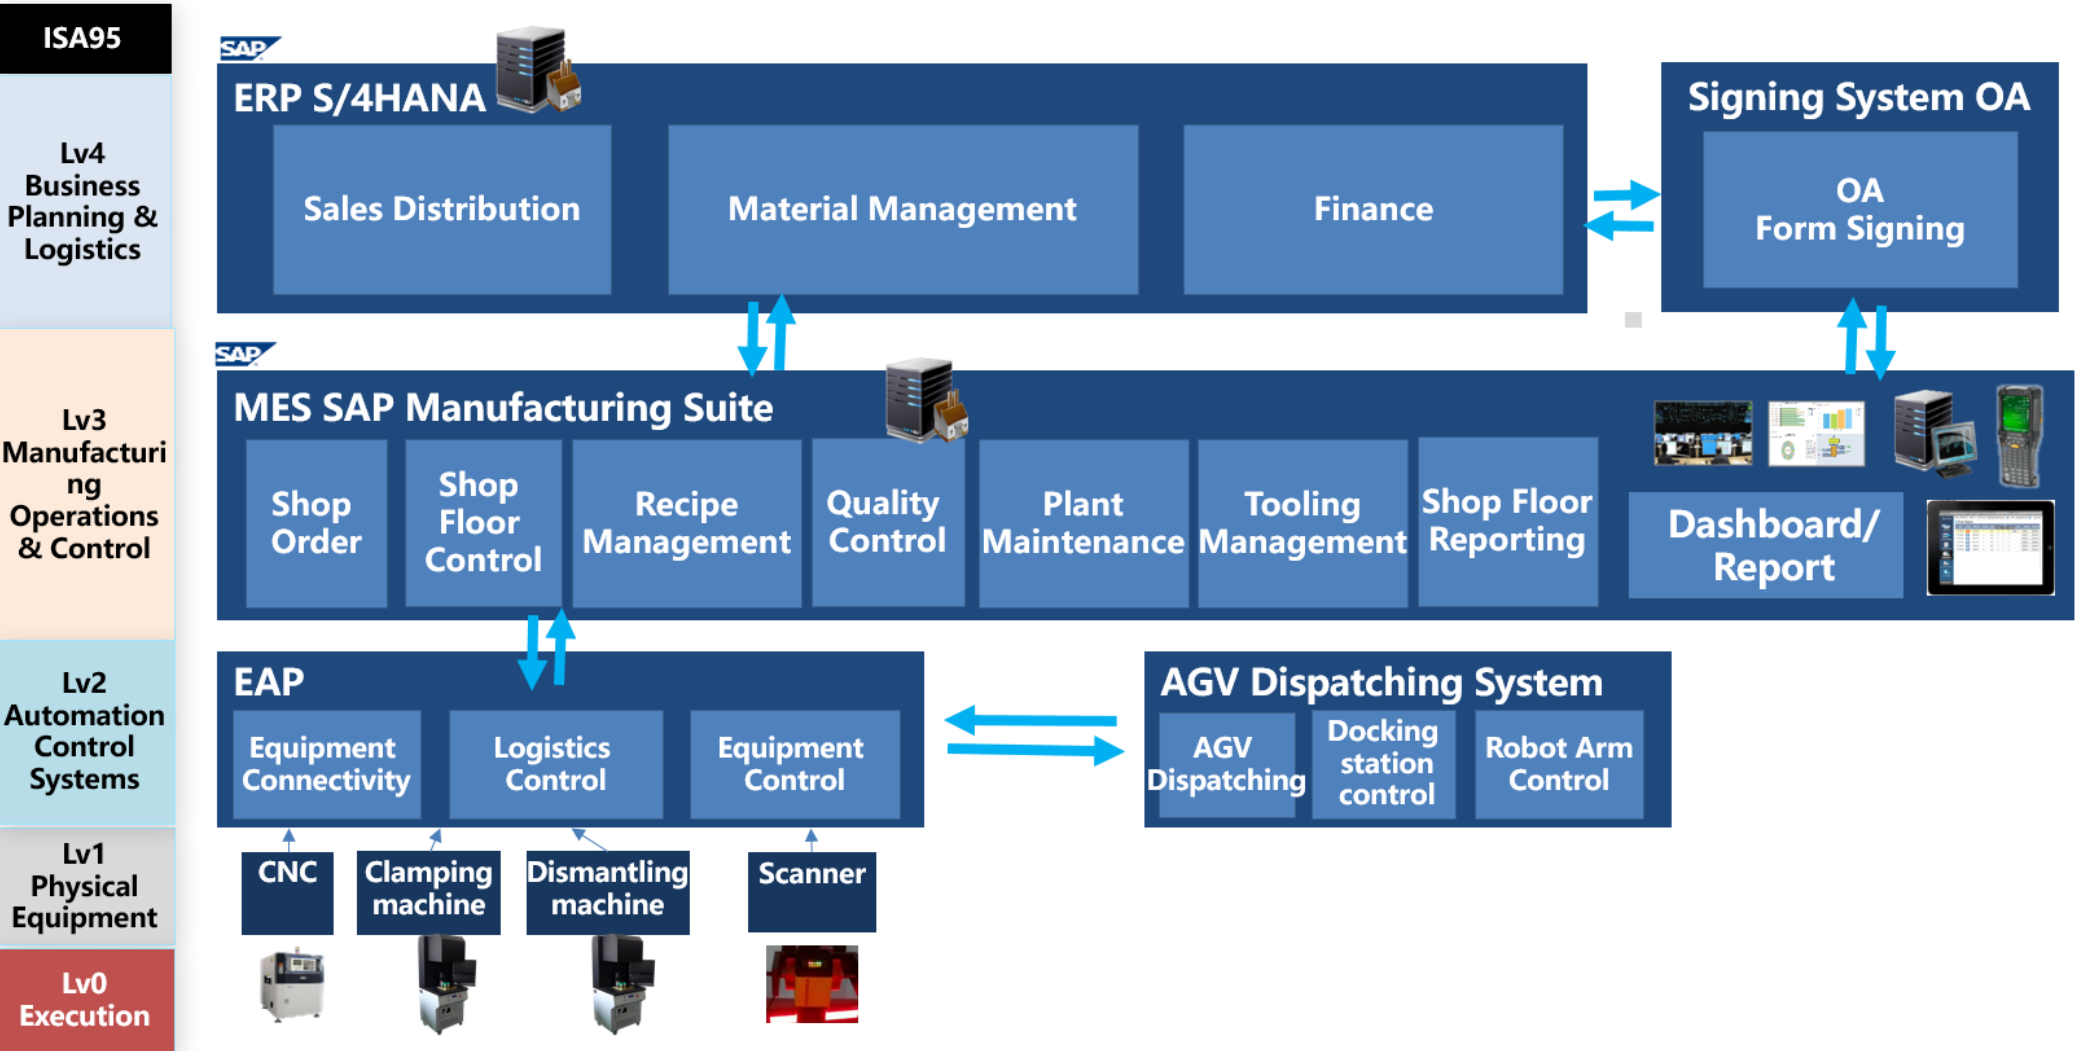 ISA95
Lv4
Business
Planning &
Logistics
SAP
ERP S/4HANA
Sales Distribution
Material Management
Finance
Signing System OA
OA
Form Signing
Lv3
Manufacturi
ng
Operations
& Control
SAP
MES SAP Manufacturing Suite
Shop
Order
Shop
Floor
Control
Recipe
Management
Quality
Control
Plant
Maintenance
Tooling
Management
Shop Floor
Reporting
Dashboard/
Report
Lv2
Automation
Control
Systems
EAP
Equipment
Connectivity
Logistics
Control
Equipment
Control
AGV Dispatching System
AGV
Dispatching
Docking
station
control
Robot Arm
Control
Lv1
Physical
Equipment
CNC
Clamping
machine
Dismantling
machine
Scanner
Lv0
Execution